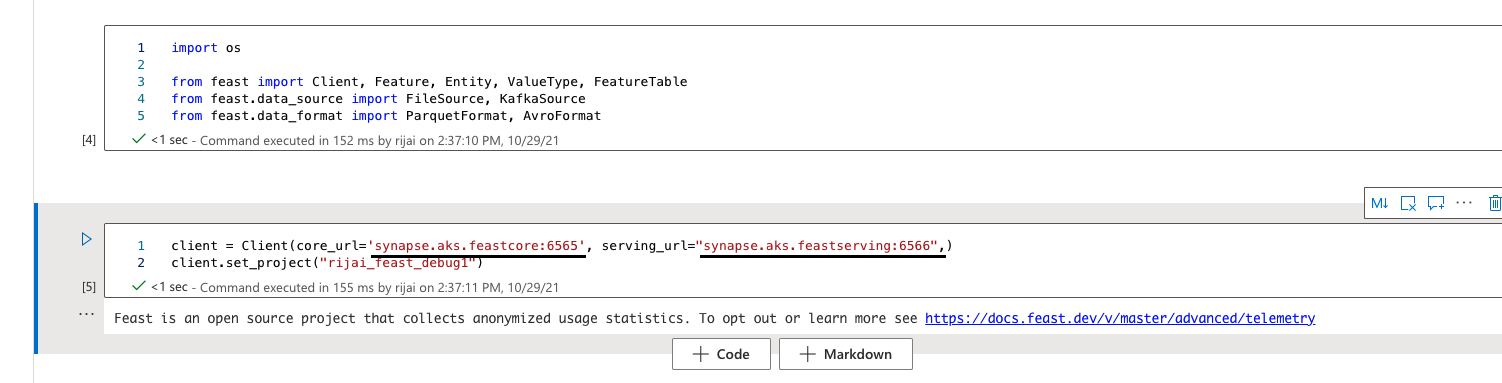 1 import os
2
3 from feast import Client, Feature, Entity, ValueType, FeatureTable
4 from feast.data_source import FileSource, KafkaSource
5 from feast.data_format import ParquetFormat, AvroFormat
[4] <1 sec - Command executed in 152 ms by rijai on 2:37:10 PM, 10/29/21
M↓ ···
1 client = Client(core_url='synapse.aks.feastcore:6565', serving_url="synapse.aks.feastserving:6566",)
2 client.set_project("rijai_feast_debug1")
[5] <1 sec - Command executed in 155 ms by rijai on 2:37:11 PM, 10/29/21
... Feast is an open source project that collects anonymized usage statistics. To opt out or learn more see https://docs.feast.dev/v/master/advanced/telemetry
+ Code + Markdown